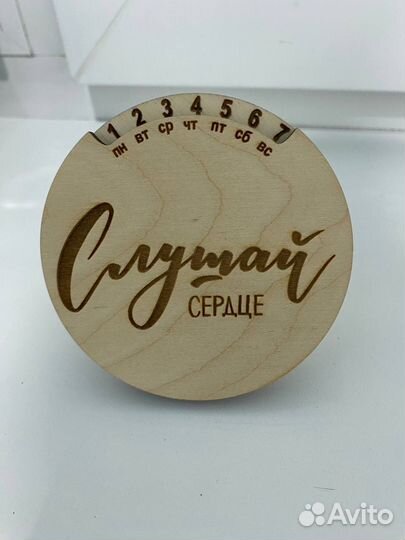 1 2 3 4 5 6 7
пн вт ср чт пт сб вс
Слушай
СЕРДЦЕ
Avito